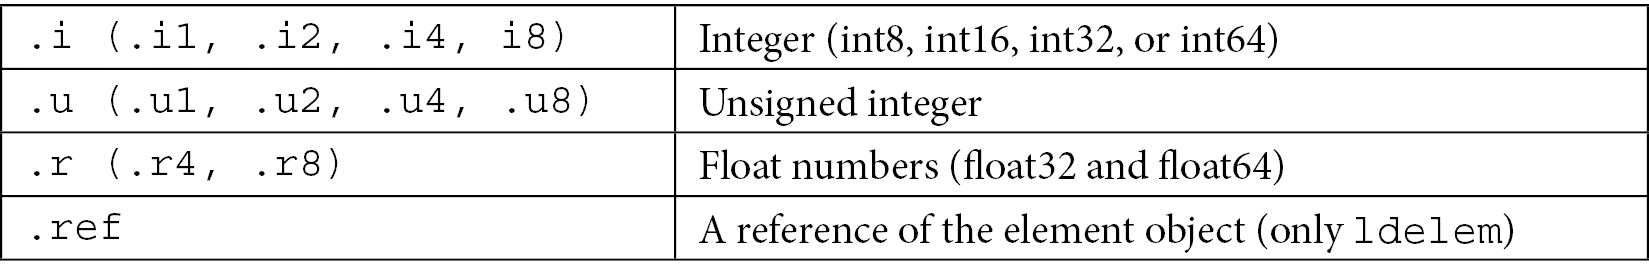 .i (.i1, .i2, .i4, i8) Integer (int8, int16, int32, or int64)
.u (.u1, .u2, .u4, .u8) Unsigned integer
.r (.r4, .r8) Float numbers (float32 and float64)
.ref A reference of the element object (only ldelem)